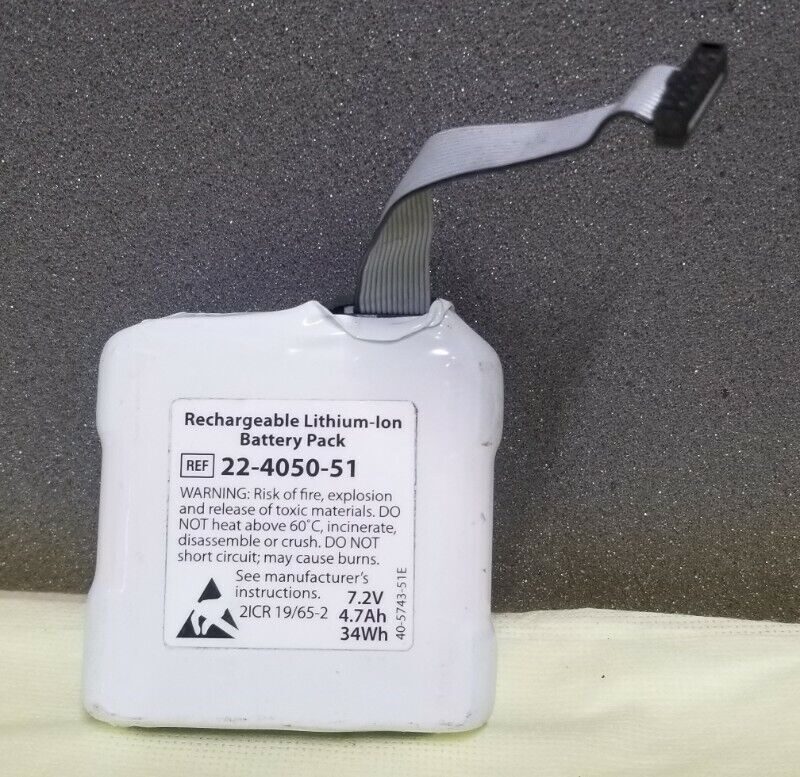 Rechargeable Lithium-Ion
Battery Pack
REF 22-4050-51
WARNING: Risk of fire, explosion
and release of toxic materials. DO
NOT heat above 60°C, incinerate,
disassemble or crush. DO NOT
short circuit; may cause burns.
See manufacturer's
instructions.
7.2V
2ICR 19/65-2
4.7Ah
34Wh
40-5743-51E